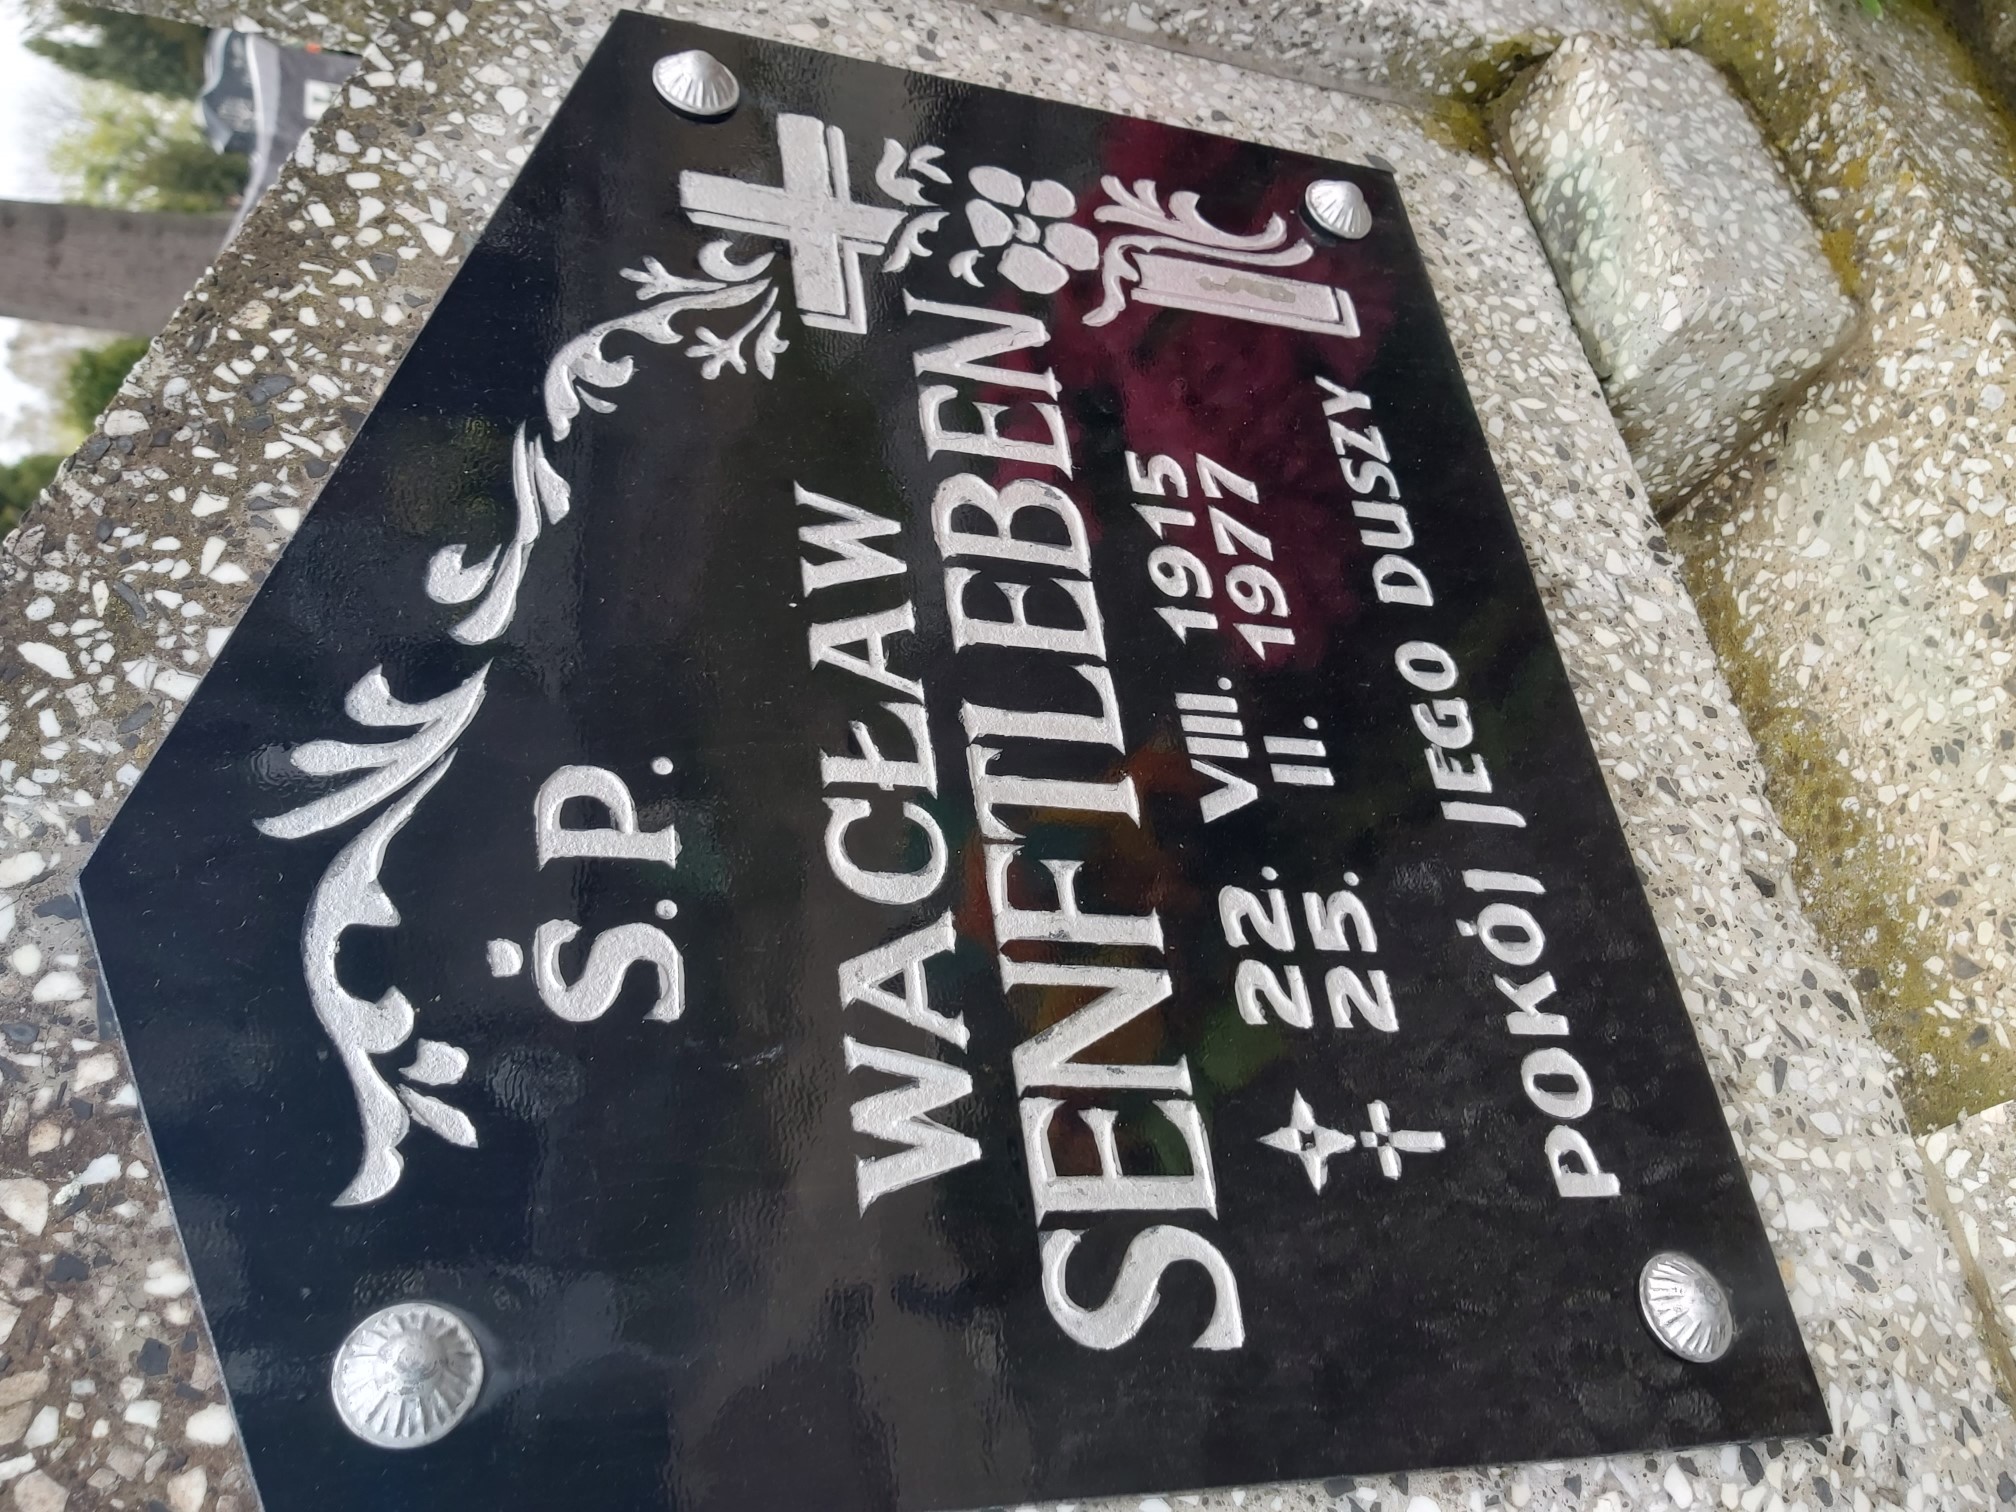 Ś.P.
WACŁAW
SENFTLEBEN
22. VIII. 1915
25. II. 1977
POKÓJ JEGO DUSZY